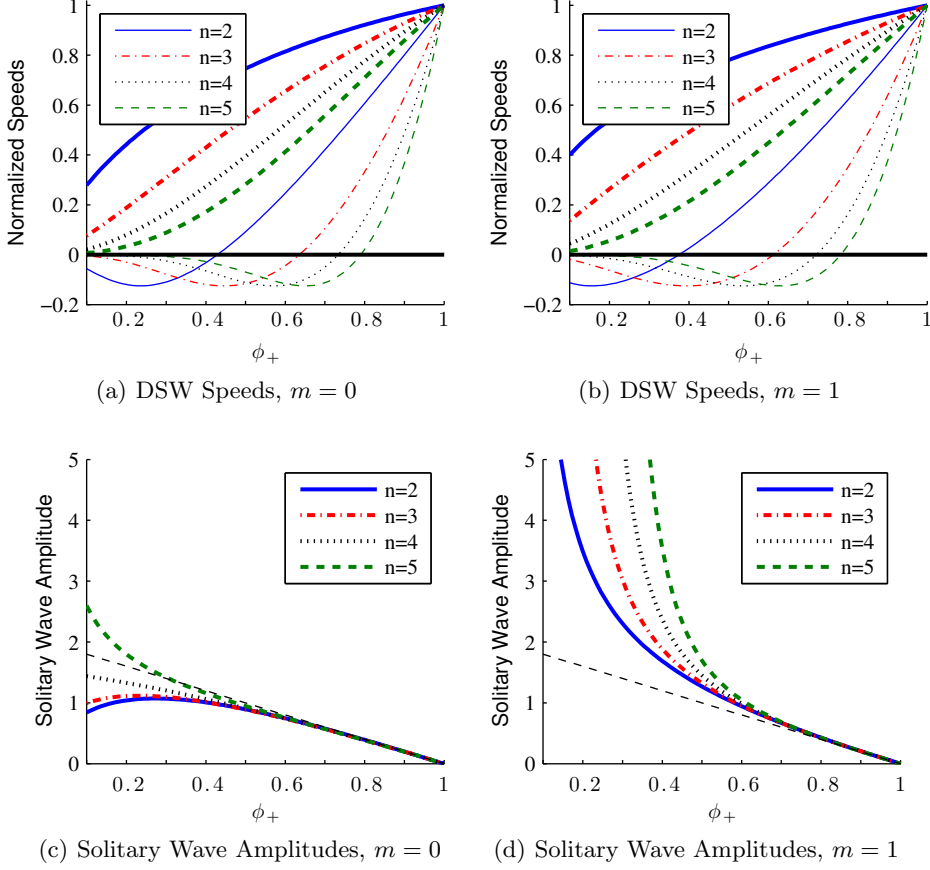 Normalized Speeds
1
0.8
0.6
0.4
0.2
0
−0.2
n=2
n=3
n=4
n=5
0.2 0.4 0.6 0.8 1
ϕ+
(a) DSW Speeds, m = 0
Normalized Speeds
1
0.8
0.6
0.4
0.2
0
−0.2
n=2
n=3
n=4
n=5
0.2 0.4 0.6 0.8 1
ϕ+
(b) DSW Speeds, m = 1
Solitary Wave Amplitude
5
4
3
2
1
0
n=2
n=3
n=4
n=5
0.2 0.4 0.6 0.8 1
ϕ+
(c) Solitary Wave Amplitudes, m = 0
Solitary Wave Amplitude
5
4
3
2
1
0
n=2
n=3
n=4
n=5
0.2 0.4 0.6 0.8 1
ϕ+
(d) Solitary Wave Amplitudes, m = 1